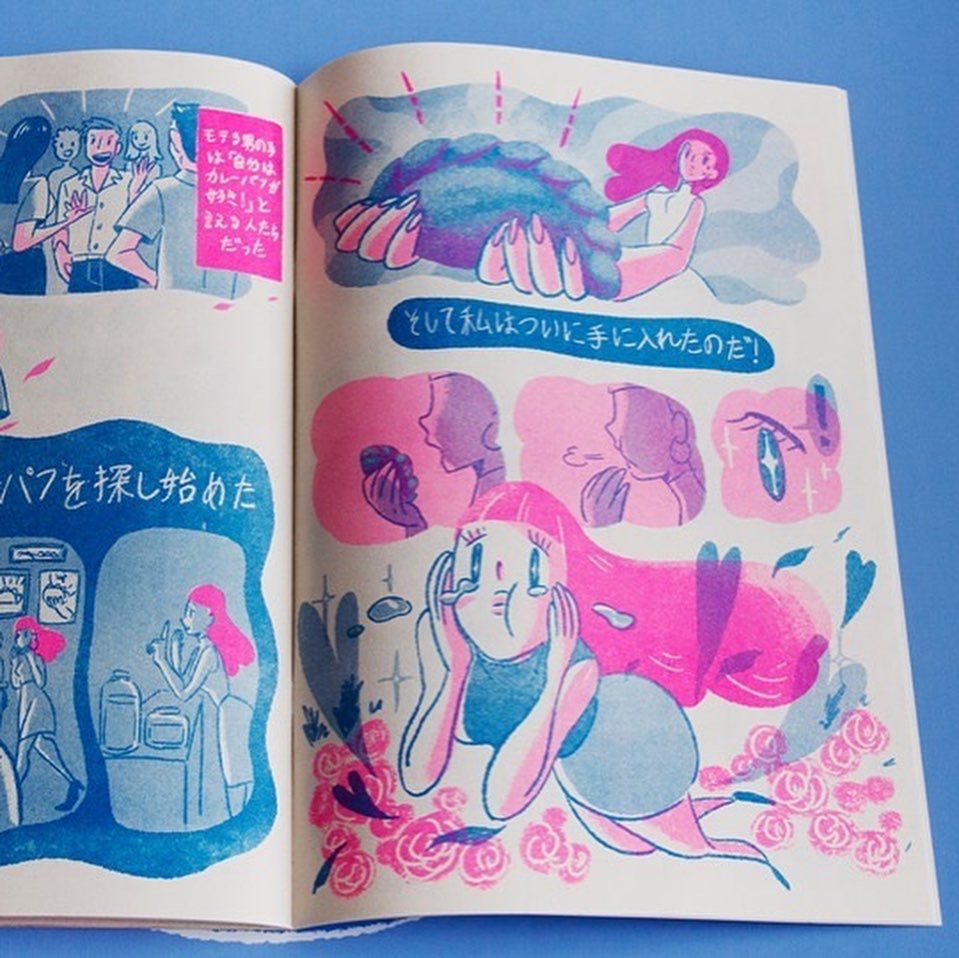 モテる男の子
は「自分は
カレーパフが
好き！」と
言える人たち
だった
パフを探し始めた
そして私はついに手に入れたのだ！
!